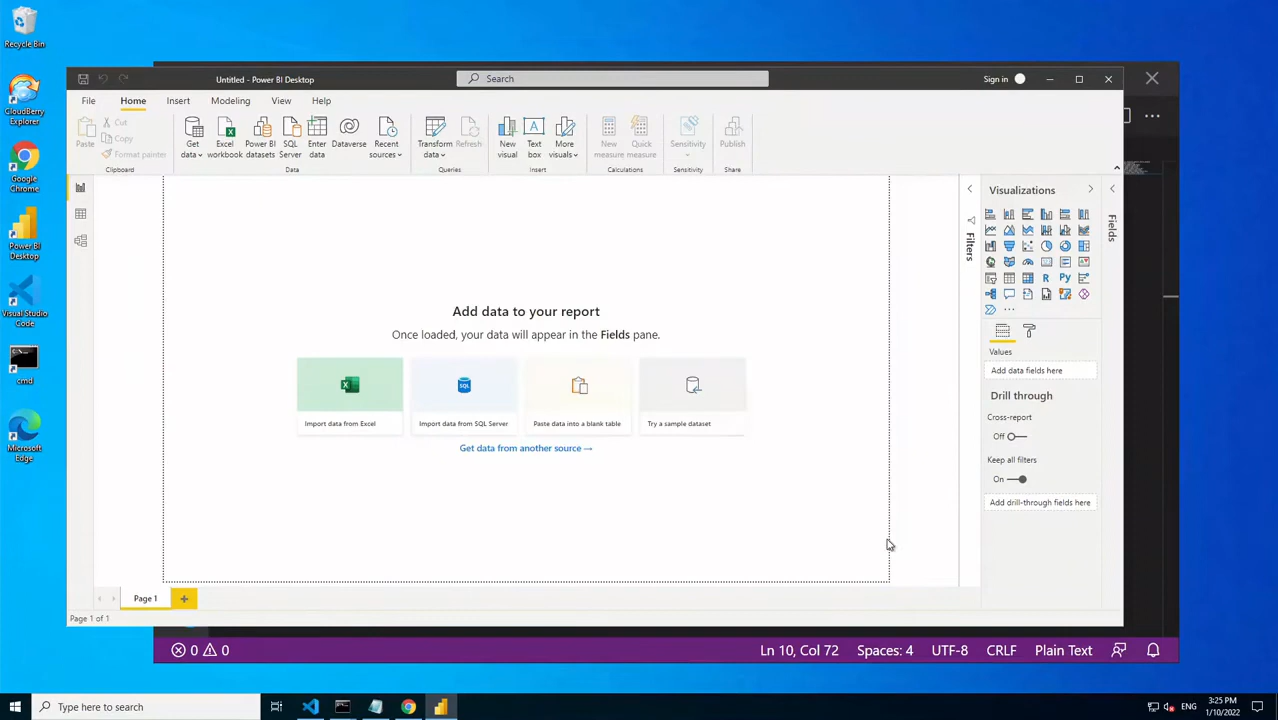 Recycle Bin
CloudBerry
Explorer
Google
Chrome
Power BI
Desktop
Visual Studio
Code
cmd
Microsoft
Edge
Untitled - Power BI Desktop
Search
Sign in
File
Home
Insert
Modeling
View
Help
Paste
Cut
Copy
Format painter
Clipboard
Get
data
Excel
workbook
Power BI
datasets
SQL
Server
Enter
data
Dataverse
Recent
sources
Data
Transform
data
Refresh
Queries
New
visual
Text
box
More
visuals
Insert
New
measure
Quick
measure
Calculations
Sensitivity
Sensitivity
Publish
Share
Add data to your report
Once loaded, your data will appear in the Fields pane.
SQL
Import data from Excel
Import data from SQL Server
Paste data into a blank table
Try a sample dataset
Get data from another source →
Filters
Visualizations
R
Py
Values
Add data fields here
Drill through
Cross-report
Off
Keep all filters
On
Add drill-through fields here
Fields
Page 1
Page 1 of 1
0
0
Ln 10, Col 72
Spaces: 4
UTF-8
CRLF
Plain Text
Type here to search
ENG
3:25 PM
1/10/2022